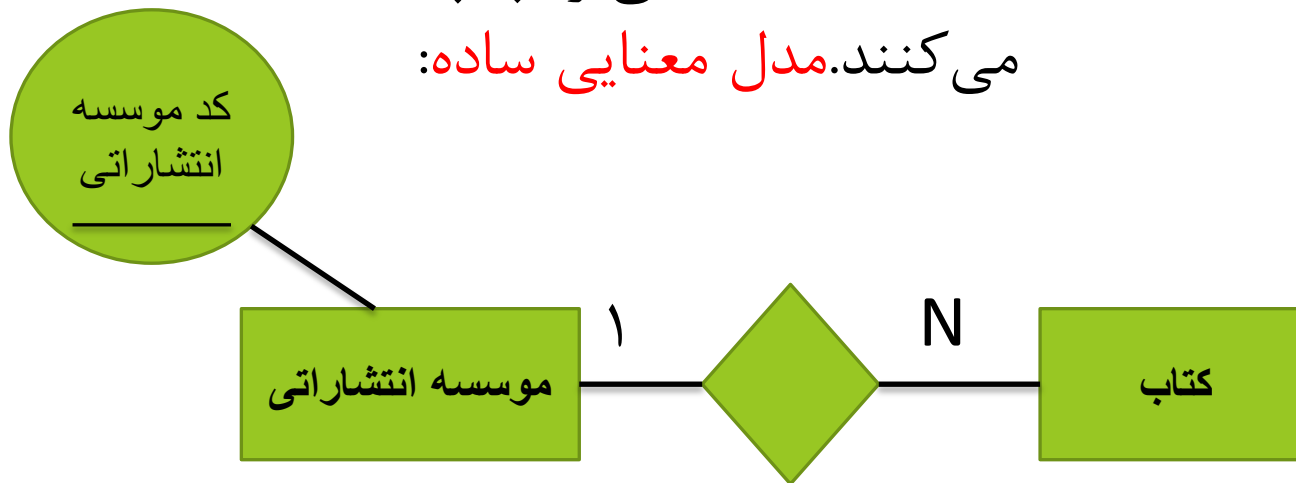 می‌کنند.مدل معنایی ساده:
کد موسسه
انتشاراتی
موسسه انتشاراتی
۱
N
کتاب